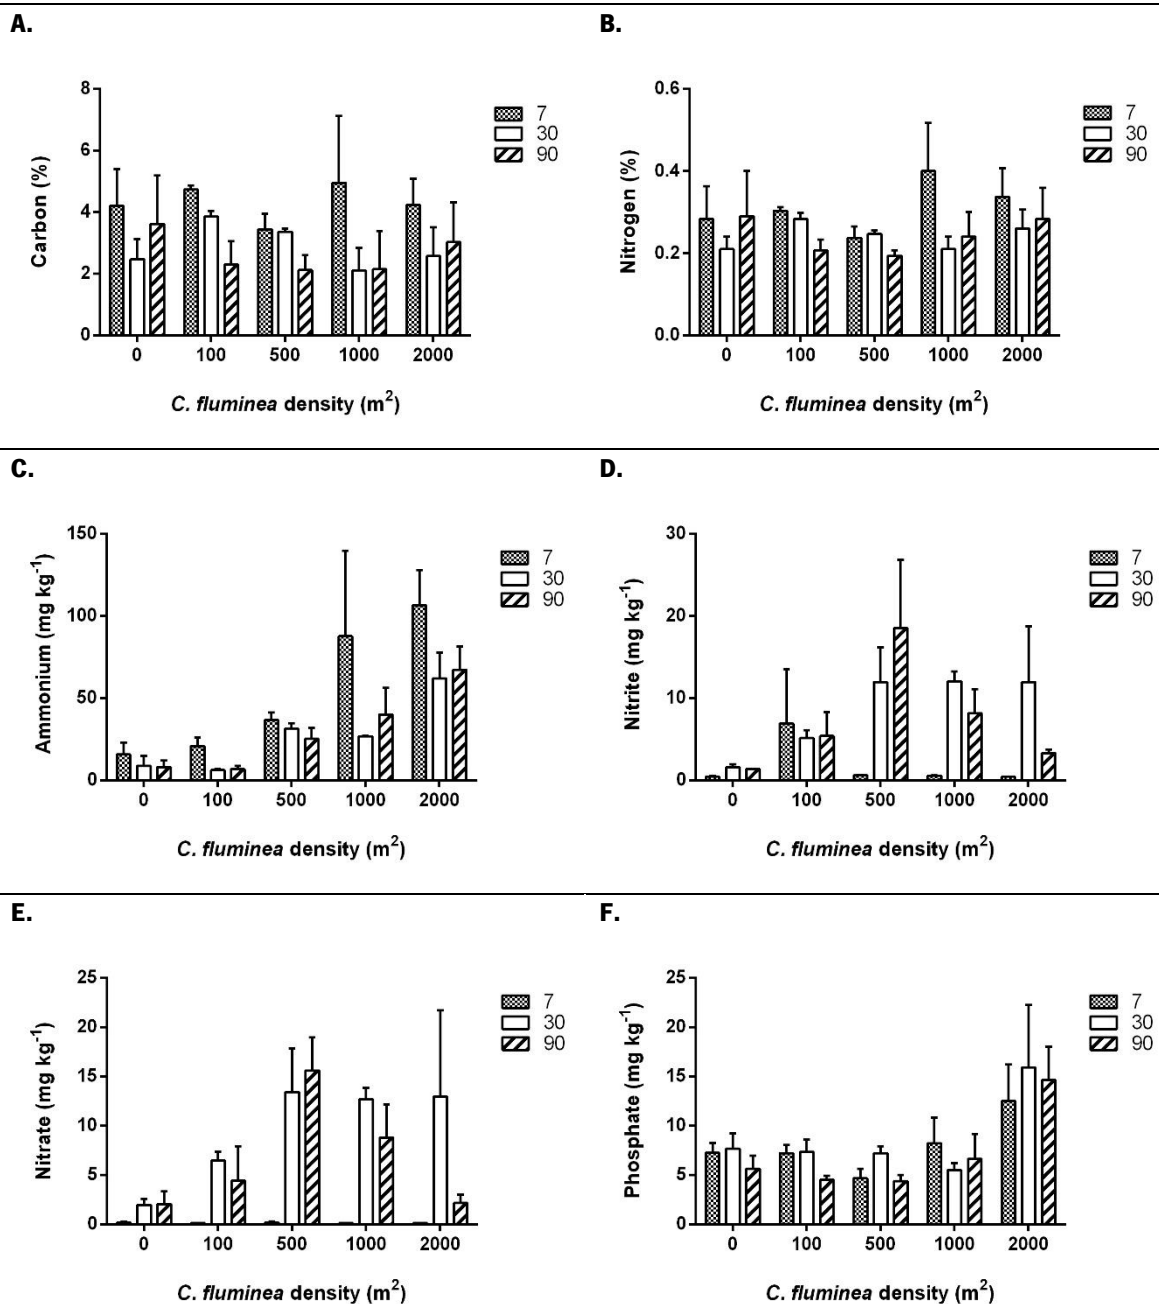 A.
Carbon (%)
8
6
4
2
0
0 100 500 1000 2000
C. fluminea density (m²)
7
30
90
B.
Nitrogen (%)
0.6
0.4
0.2
0.0
0 100 500 1000 2000
C. fluminea density (m²)
7
30
90
C.
Ammonium (mg kg⁻¹)
150
100
50
0
0 100 500 1000 2000
C. fluminea density (m²)
7
30
90
D.
Nitrite (mg kg⁻¹)
30
20
10
0
0 100 500 1000 2000
C. fluminea density (m²)
7
30
90
E.
Nitrate (mg kg⁻¹)
25
20
15
10
5
0
0 100 500 1000 2000
C. fluminea density (m²)
7
30
90
F.
Phosphate (mg kg⁻¹)
25
20
15
10
5
0
0 100 500 1000 2000
C. fluminea density (m²)
7
30
90